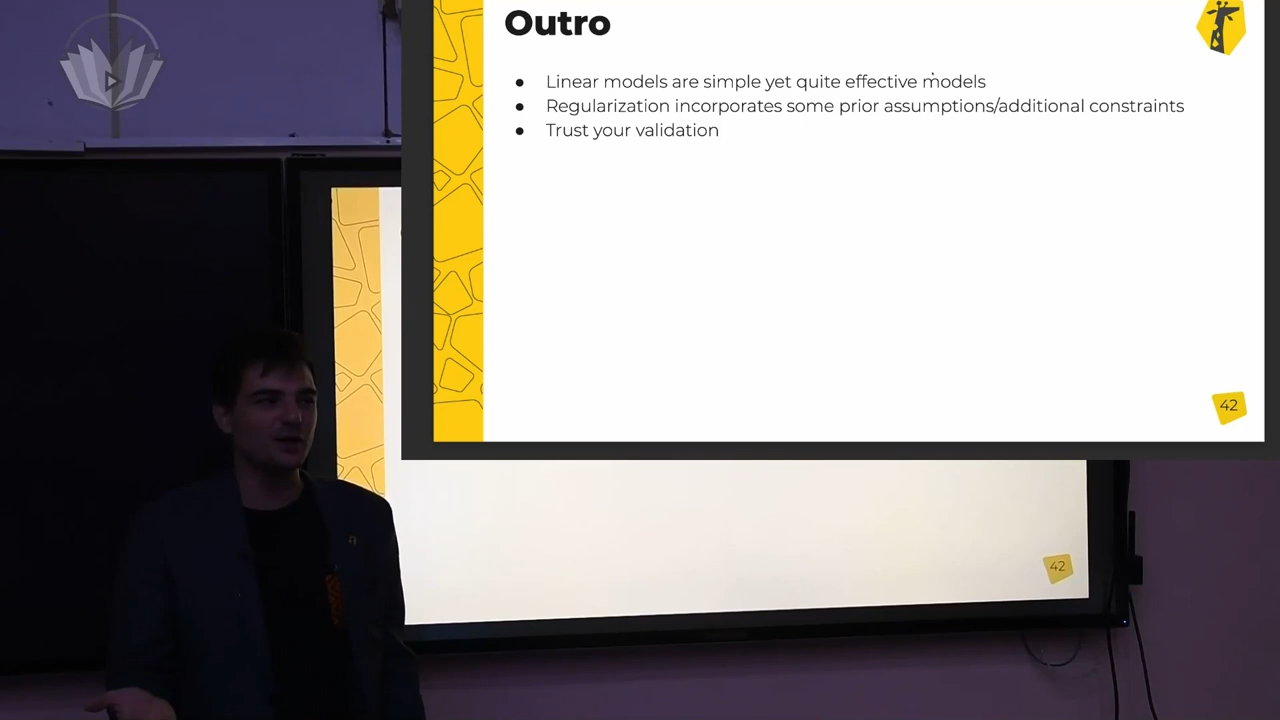 Outro
● Linear models are simple yet quite effective models
● Regularization incorporates some prior assumptions/additional constraints
● Trust your validation
42
42